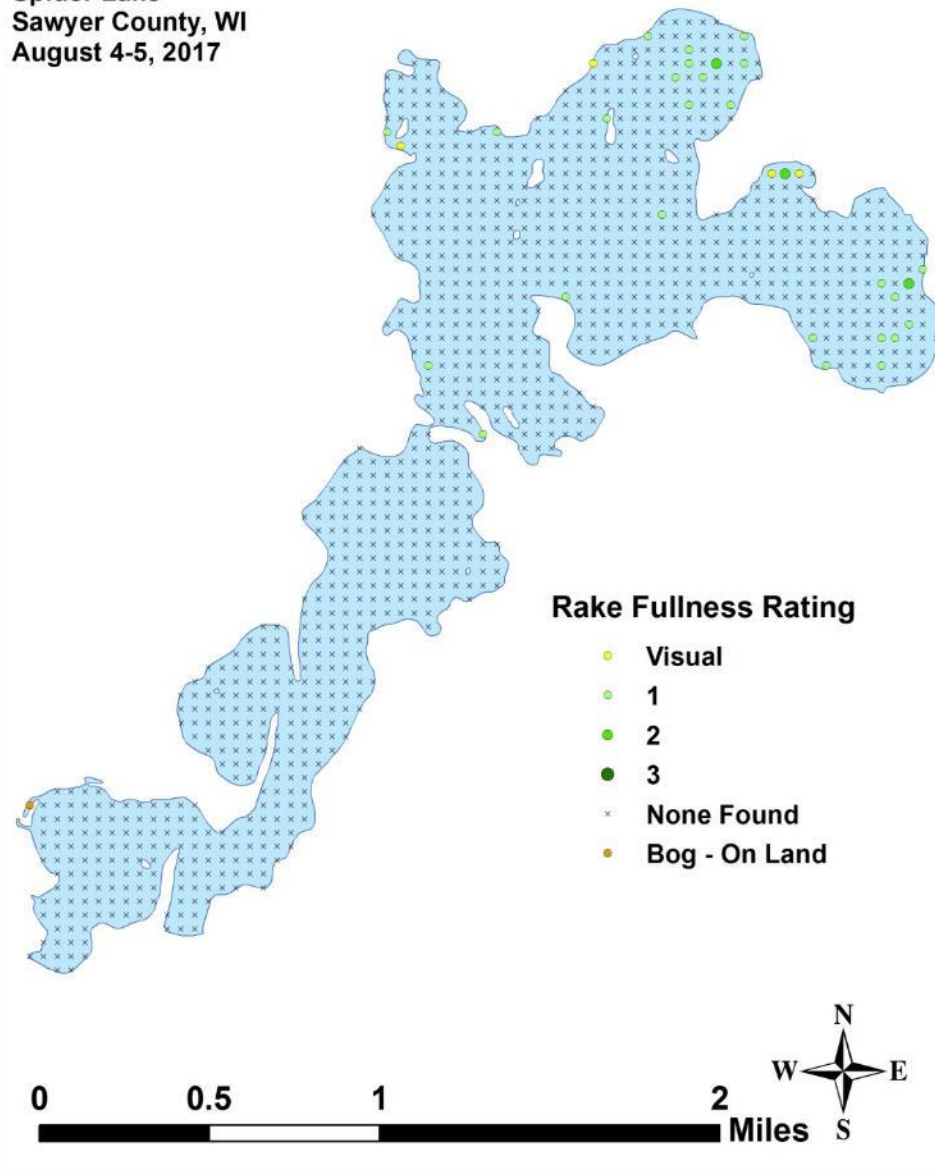 Sawyer County, WI
August 4-5, 2017
Rake Fullness Rating
Visual
1
2
3
None Found
Bog - On Land
N
W E
S
0 0.5 1 2
Miles